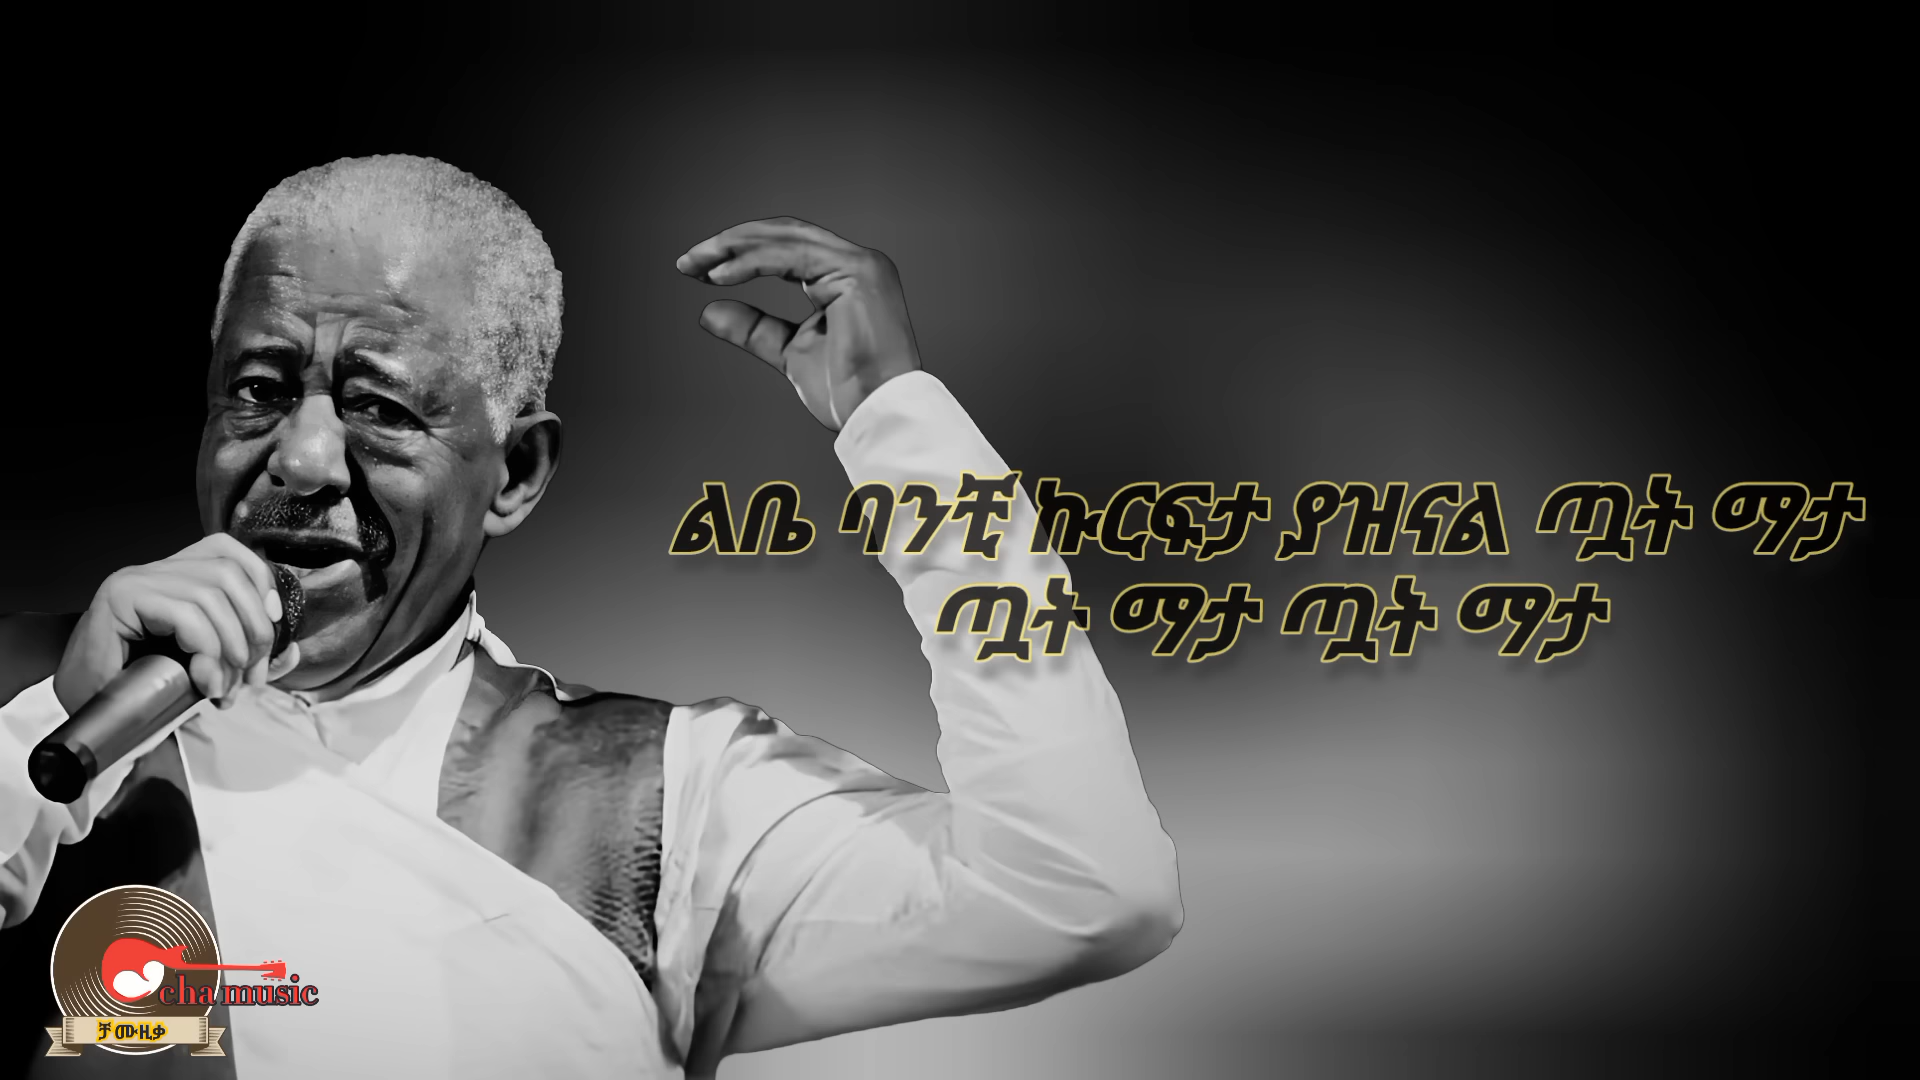 ልቤ ባንቺ ኩርፍታ ያዝናል ጧት ማታ
ጧት ማታ ጧት ማታ
cha music
ቻ ሙዚቃ